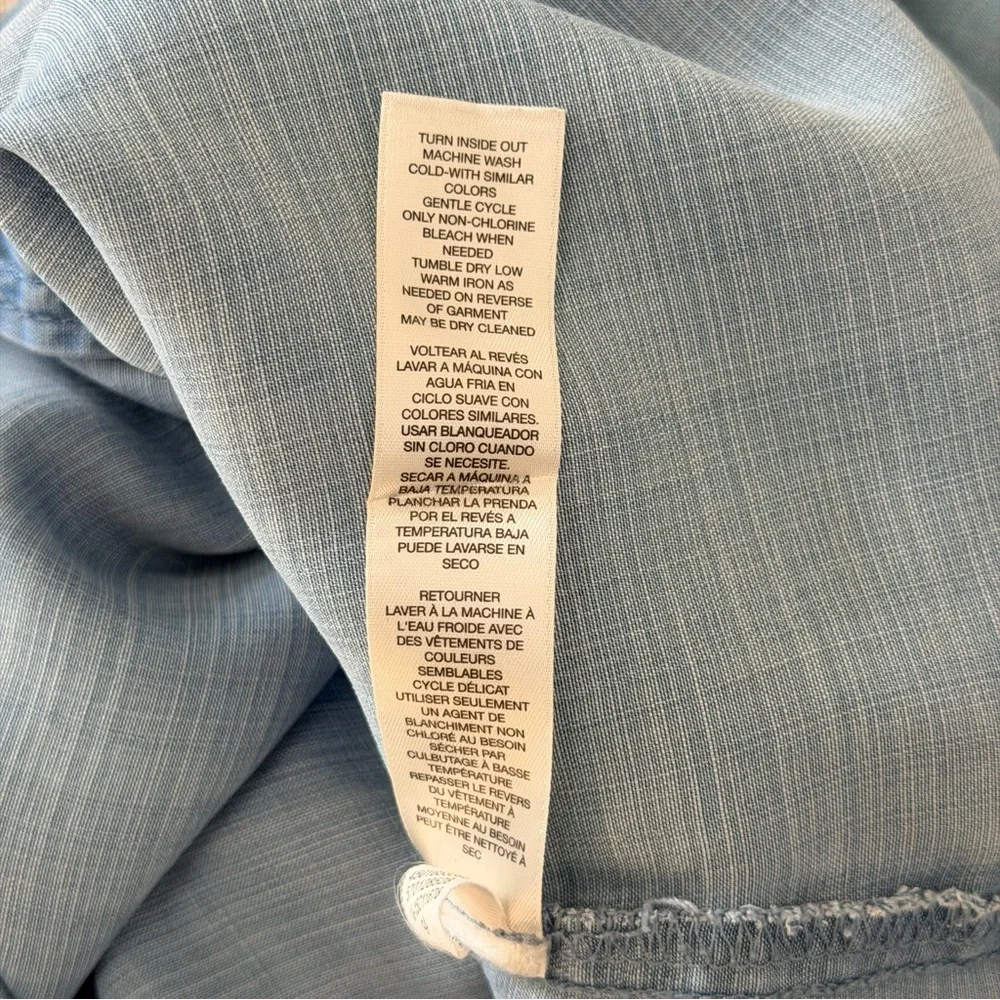 TURN INSIDE OUT
MACHINE WASH
COLD-WITH SIMILAR
COLORS
GENTLE CYCLE
ONLY NON-CHLORINE
BLEACH WHEN
NEEDED
TUMBLE DRY LOW
WARM IRON AS
NEEDED ON REVERSE
OF GARMENT
MAY BE DRY CLEANED
VOLTEAR AL REVÉS
LAVAR A MÁQUINA CON
AGUA FRIA EN
CICLO SUAVE CON
COLORES SIMILARES.
USAR BLANQUEADOR
SIN CLORO CUANDO
SE NECESITE.
SECAR A MÁQUINA A
BAJA TEMPERATURA
PLANCHAR LA PRENDA
POR EL REVÉS A
TEMPERATURA BAJA
PUEDE LAVARSE EN
SECO
RETOURNER
LAVER À LA MACHINE À
L'EAU FROIDE AVEC
DES VÊTEMENTS DE
COULEURS
SEMBLABLES
CYCLE DÉLICAT
UTILISER SEULEMENT
UN AGENT DE
BLANCHIMENT NON
CHLORÉ AU BESOIN
SÉCHER PAR
CULBUTAGE À BASSE
TEMPÉRATURE
REPASSER LE REVERS
DU VÊTEMENT À
TEMPÉRATURE
MOYENNE AU BESOIN
PEUT ÊTRE NETTOYÉ À
SEC